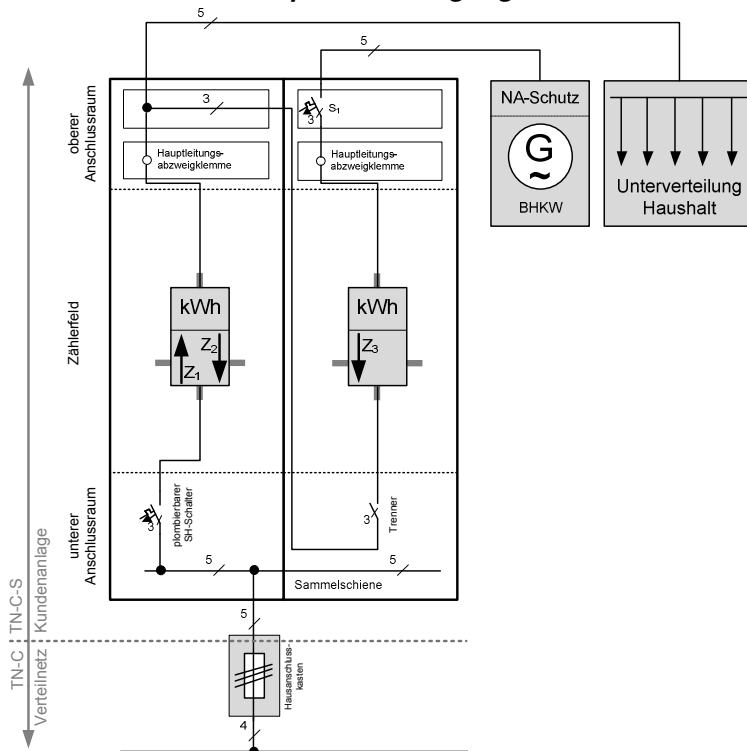 5
5
oberer
Anschlussraum
3
3
S1
Hauptleitungs-
abzweigklemme
Hauptleitungs-
abzweigklemme
NA-Schutz
G
~
BHKW
Unterverteilung
Haushalt
Zählerfeld
kWh
Z2
Z1
kWh
Z3
unterer
Anschlussraum
3
plombierbarer
SH-Schalter
3
Trenner
5
5
Sammelschiene
TN-C-S
Kundenanlage
5
TN-C
Verteilnetz
Hausanschluss-
kasten
4